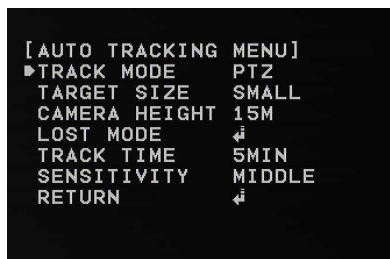 [AUTO TRACKING MENU]
TRACK MODE PTZ
TARGET SIZE SMALL
CAMERA HEIGHT 15M
LOST MODE ↲
TRACK TIME 5MIN
SENSITIVITY MIDDLE
RETURN ↲